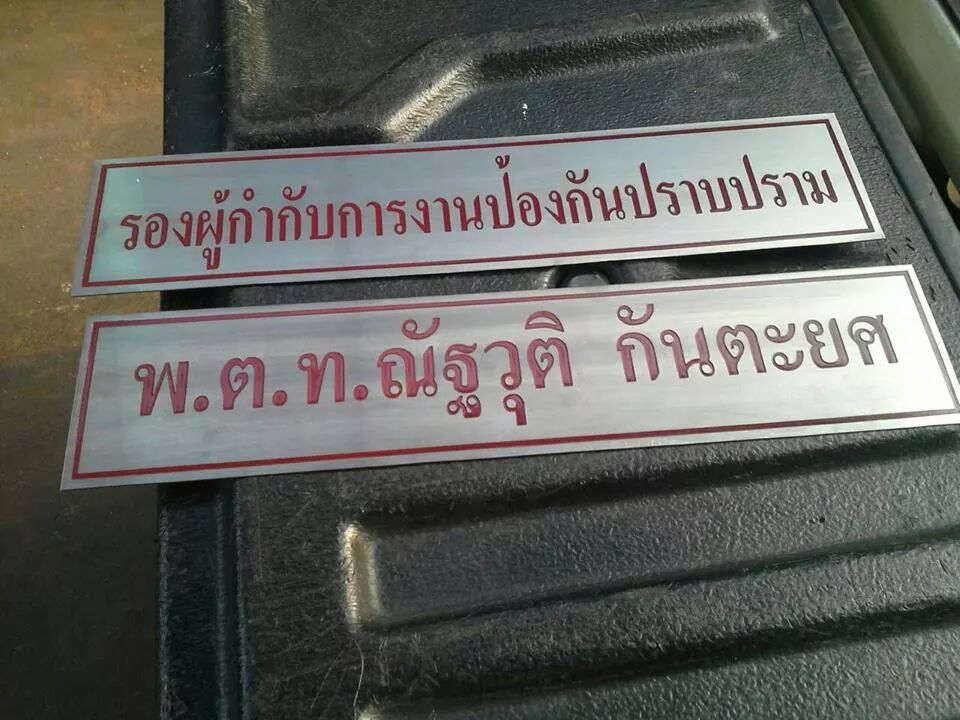 รองผู้กำกับการงานป้องกันปราบปราม
พ.ต.ท.ณัฐวุติ กันตะยศ